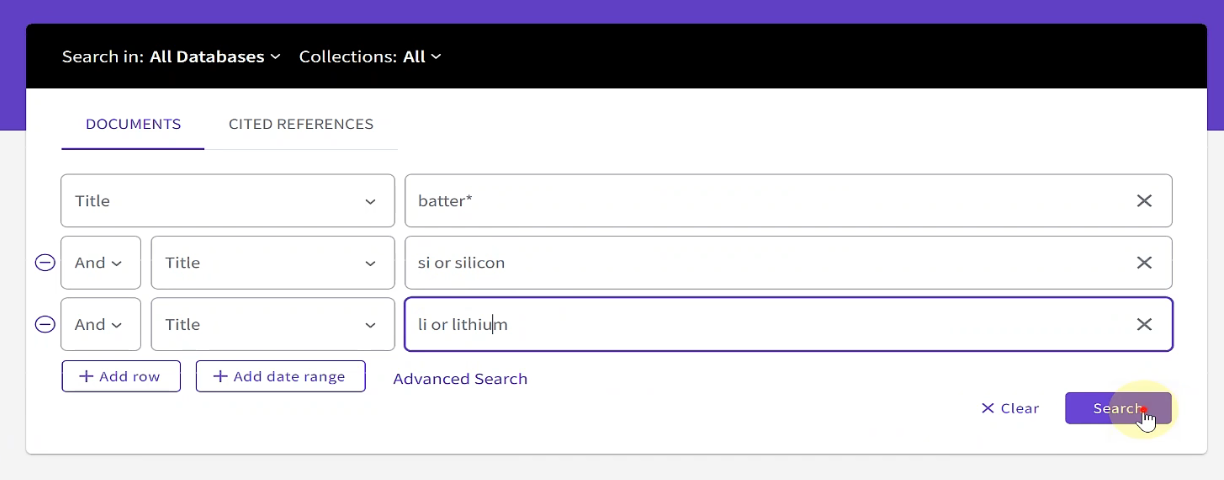 Search in: All Databases Collections: All
DOCUMENTS CITED REFERENCES
Title batter*
And Title si or silicon
And Title li or lithium
+ Add row + Add date range Advanced Search
Clear Search